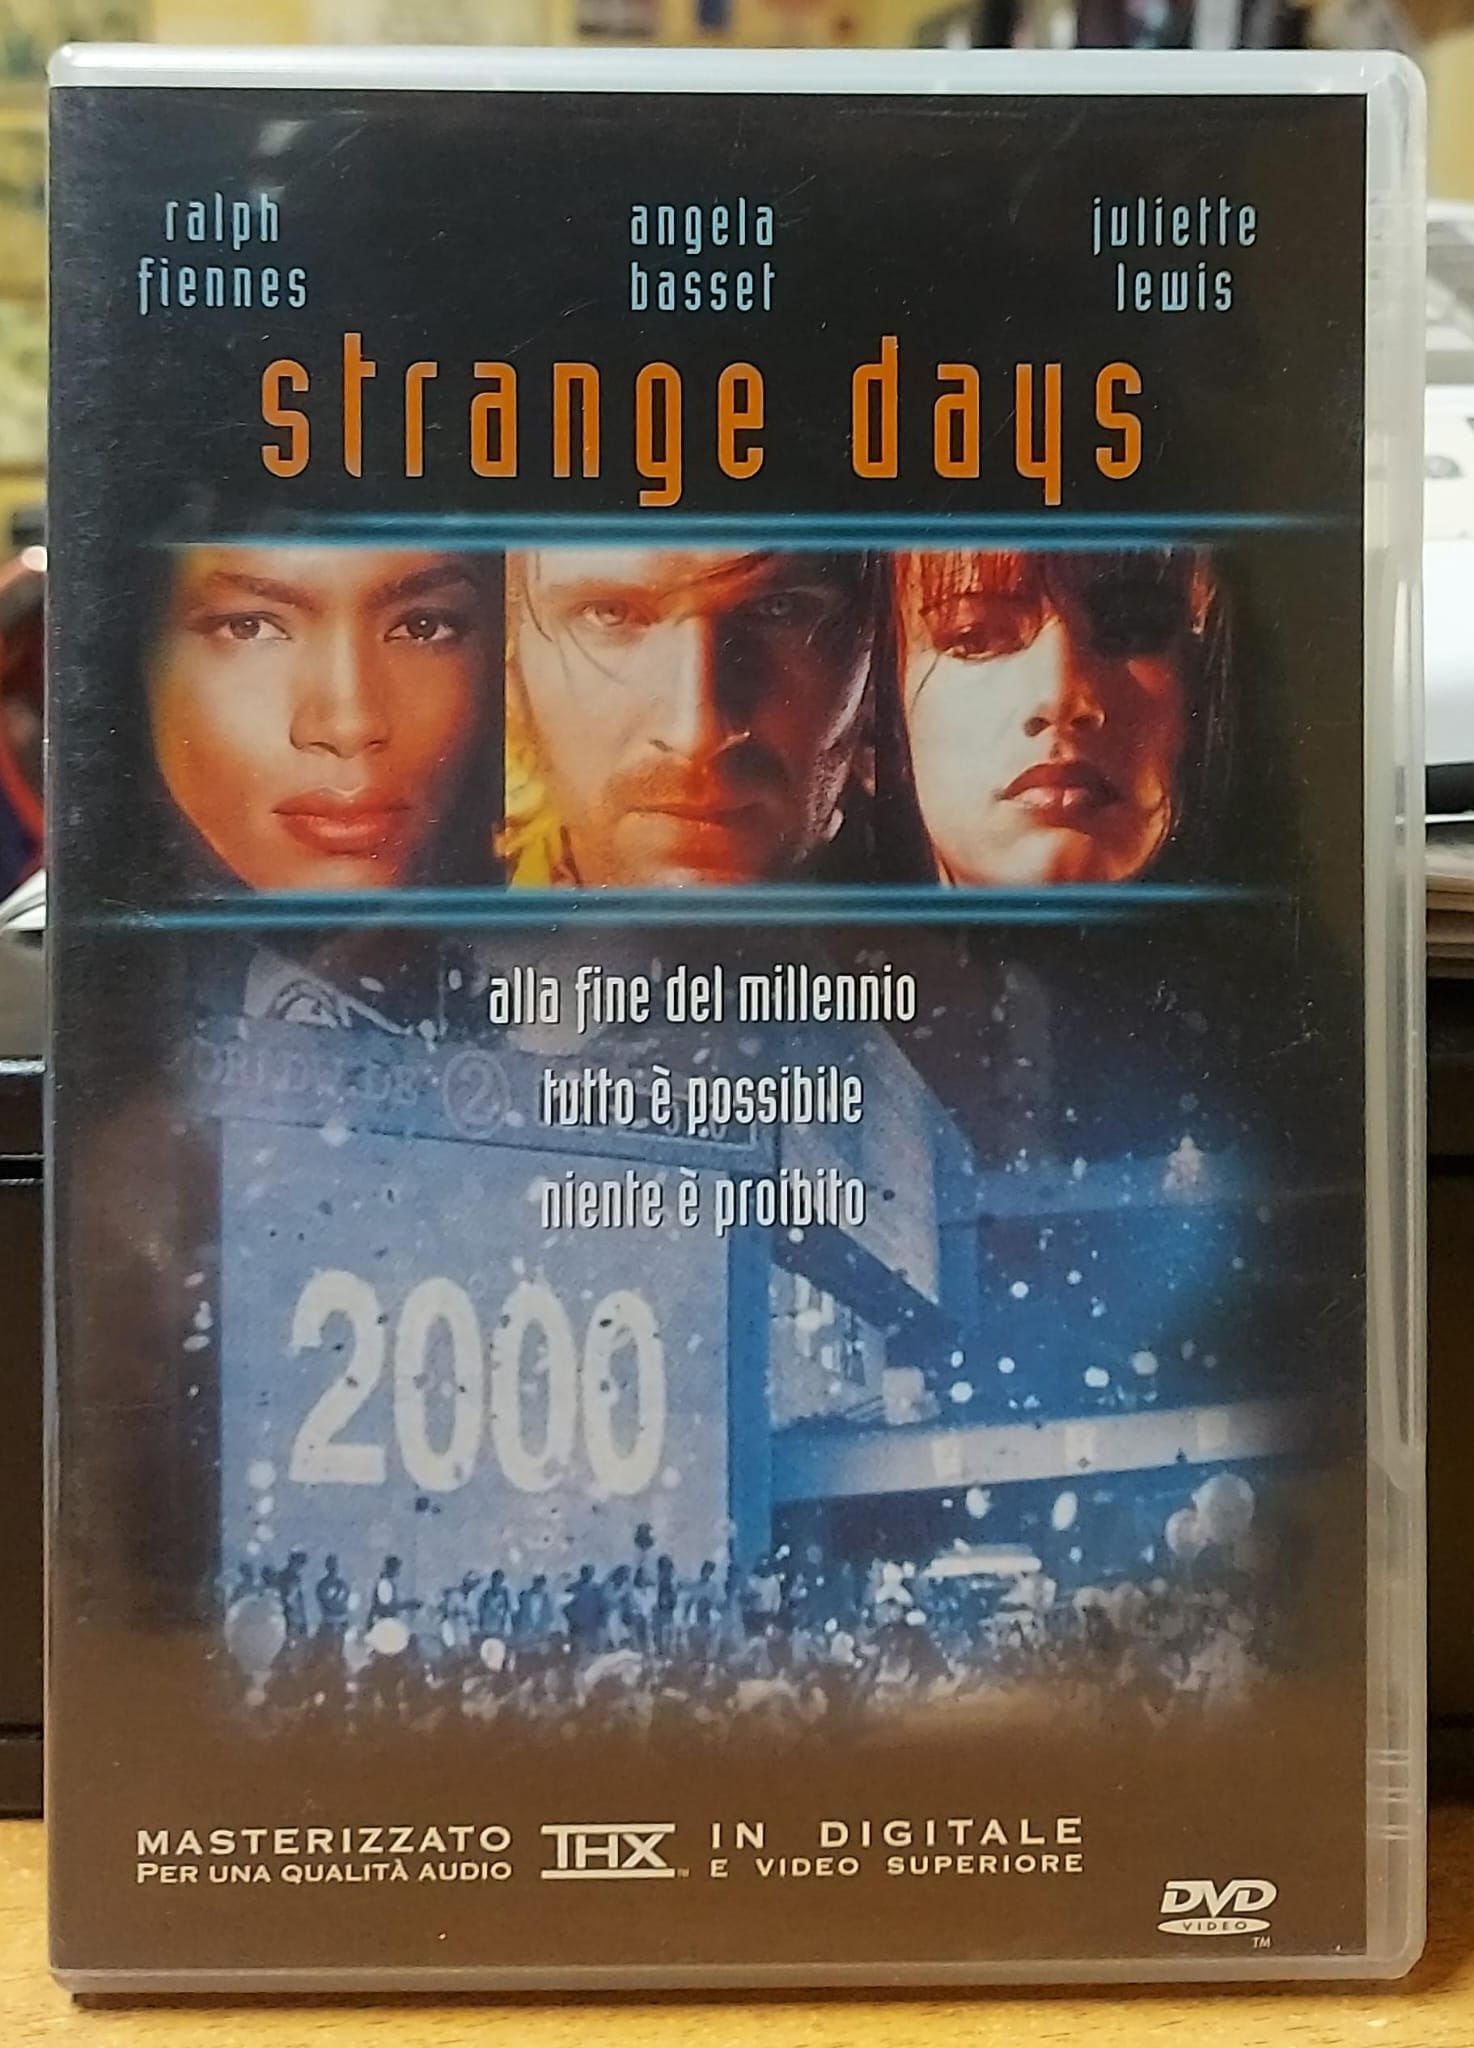 ralph
fiennes
angela
basset
juliette
lewis
strange days
alla fine del millennio
tutto è possibile
niente è proibito
2000
MASTERIZZATO THX IN DIGITALE
PER UNA QUALITÀ AUDIO E VIDEO SUPERIORE
DVD
VIDEO
TM